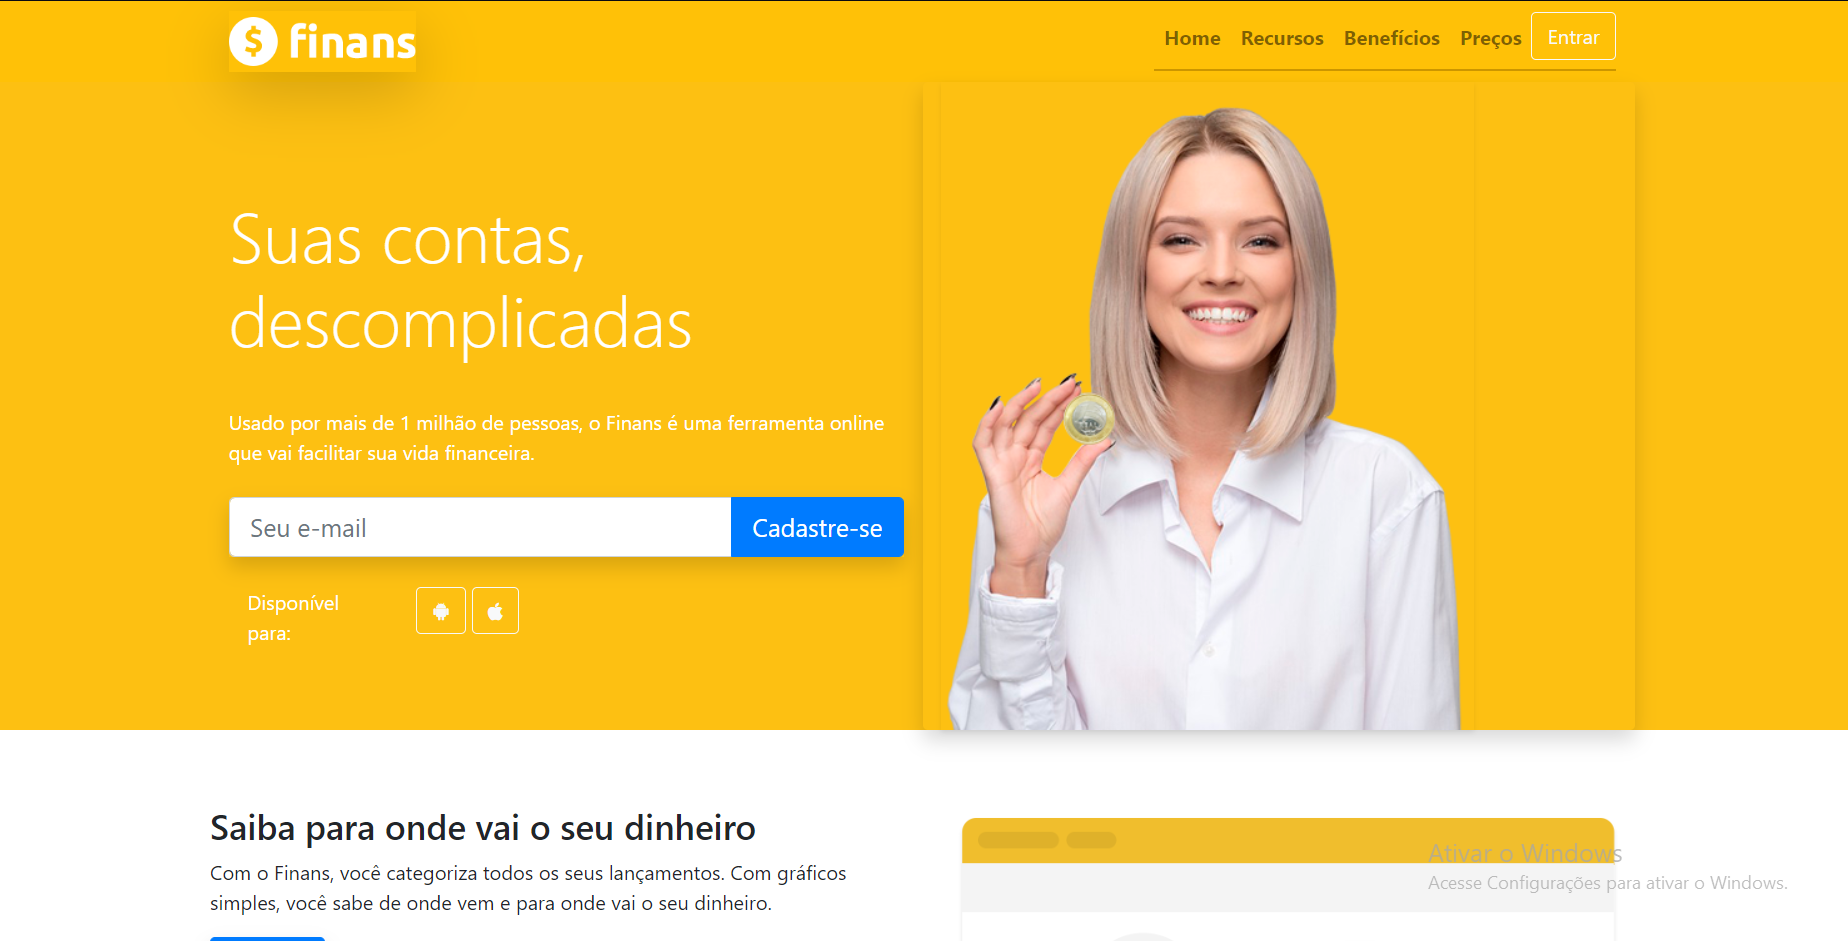 finans
Home Recursos Benefícios Preços Entrar
Suas contas,
descomplicadas
Usado por mais de 1 milhão de pessoas, o Finans é uma ferramenta online
que vai facilitar sua vida financeira.
Seu e-mail Cadastre-se
Disponível
para:
Saiba para onde vai o seu dinheiro
Com o Finans, você categoriza todos os seus lançamentos. Com gráficos
simples, você sabe de onde vem e para onde vai o seu dinheiro.
Ativar o Windows
Acesse Configurações para ativar o Windows.